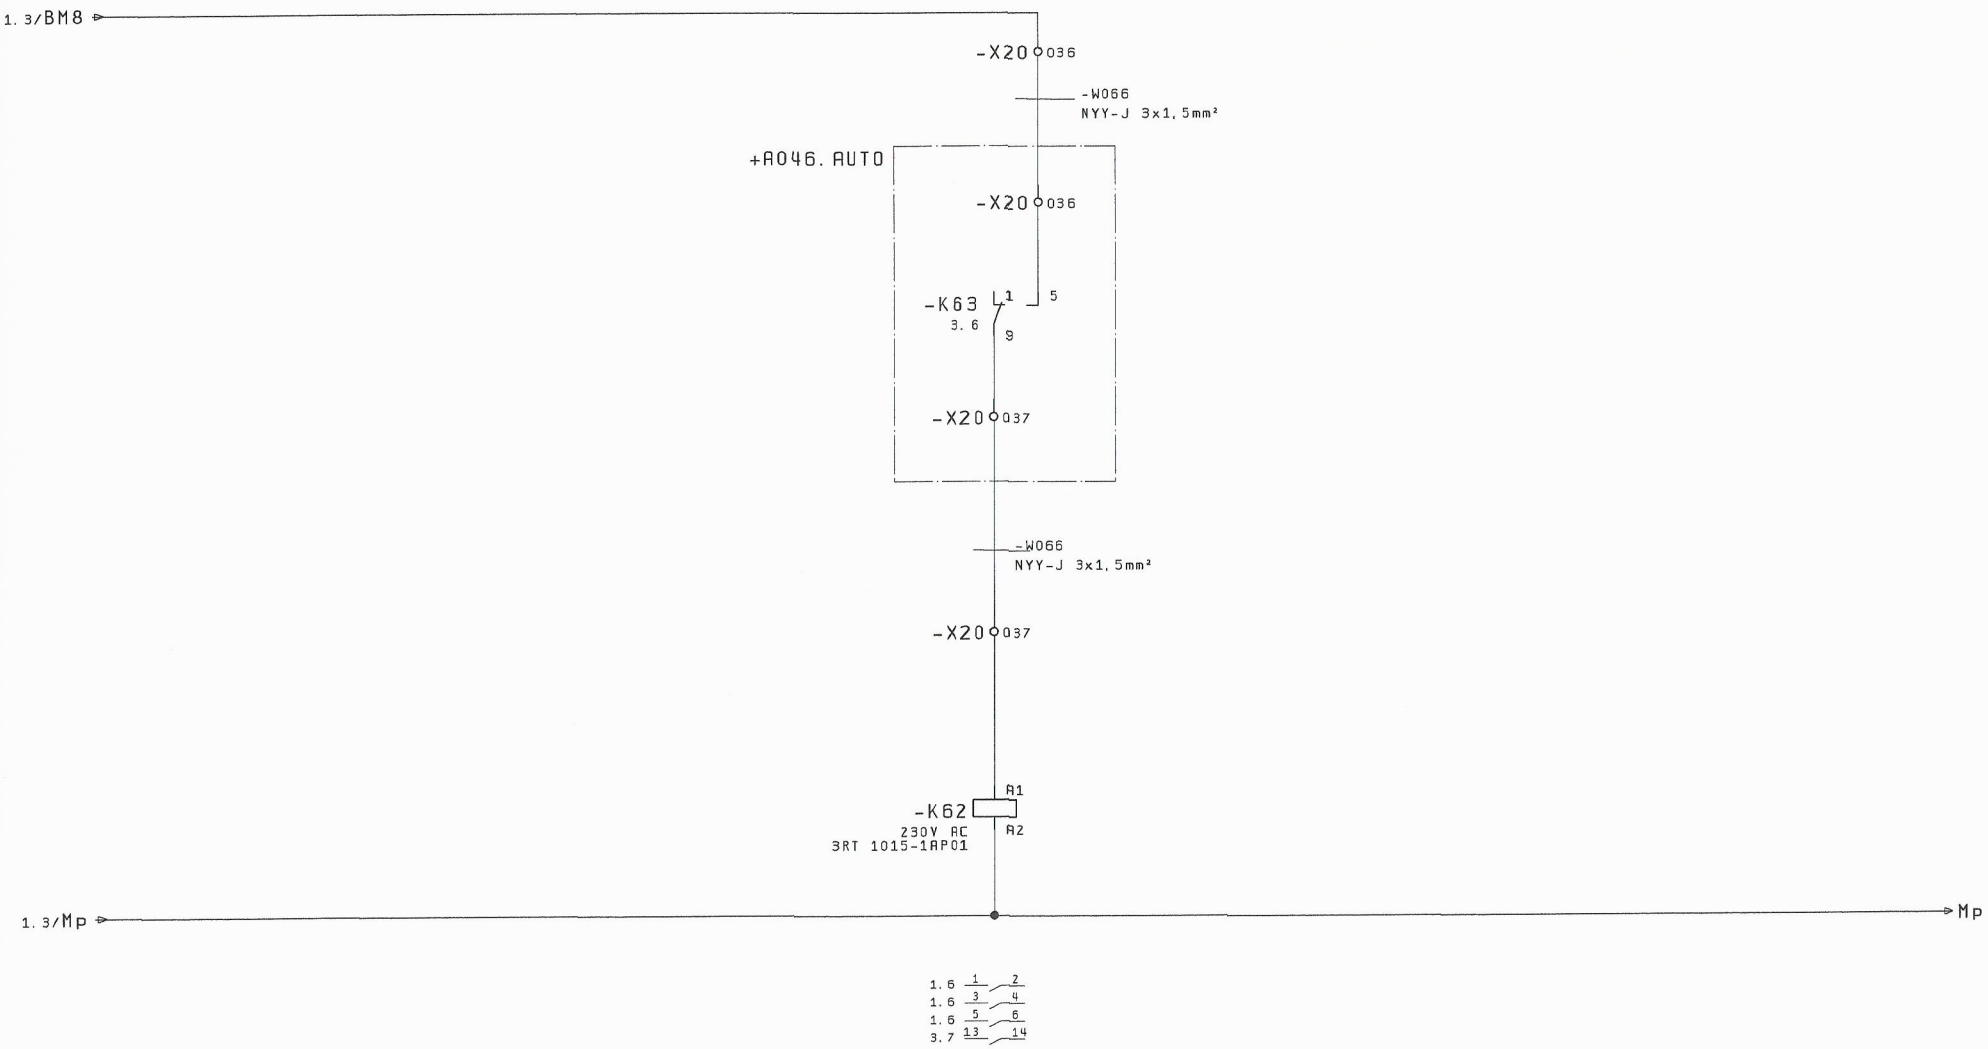 1.3/BM8
-X20 036
-W066
NYY-J 3x1,5mm²
+A046.AUTO
-X20 036
-K63 1 5
3.6
9
-X20 037
-W066
NYY-J 3x1,5mm²
-X20 037
A1
-K62
230V AC A2
3RT 1015-1AP01
1.3/Mp Mp
1.6 1 2
1.6 3 4
1.6 5 6
3.7 13 14